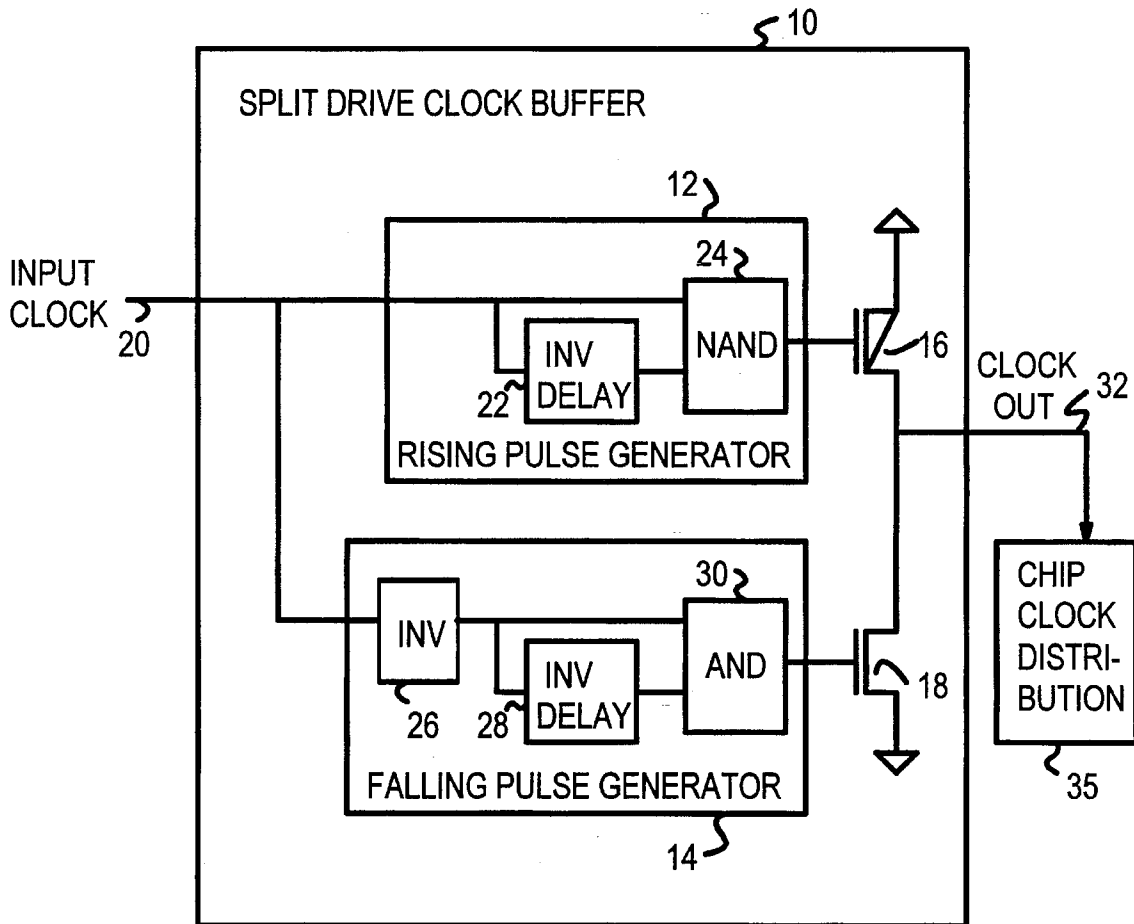 10
SPLIT DRIVE CLOCK BUFFER
12
24
INPUT
CLOCK
20
NAND
INV
DELAY
22
16
RISING PULSE GENERATOR
CLOCK
OUT
32
30
INV
26
AND
INV
DELAY
28
18
FALLING PULSE GENERATOR
14
CHIP
CLOCK
DISTRI-
BUTION
35